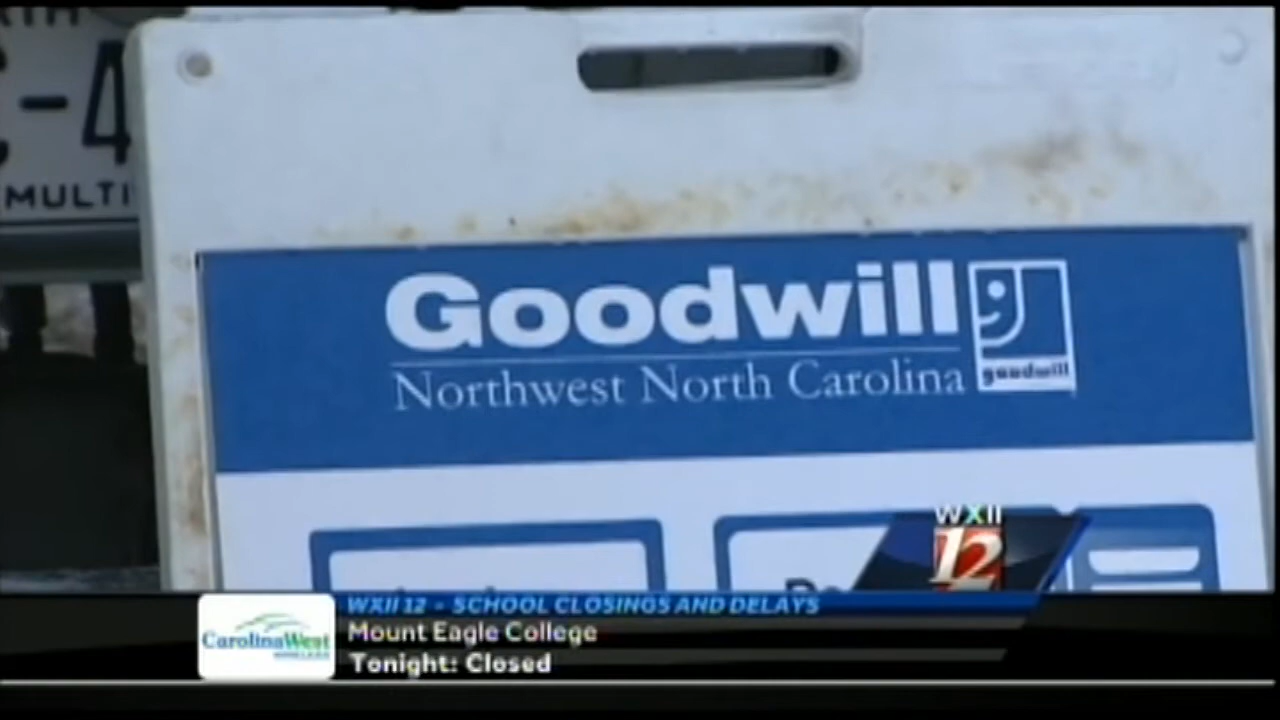 -4
MULTI
Goodwill
Northwest North Carolina
goodwill
WXII
12
WXII 12 - SCHOOL CLOSINGS AND DELAYS
CarolinaWest
Mount Eagle College
Tonight: Closed